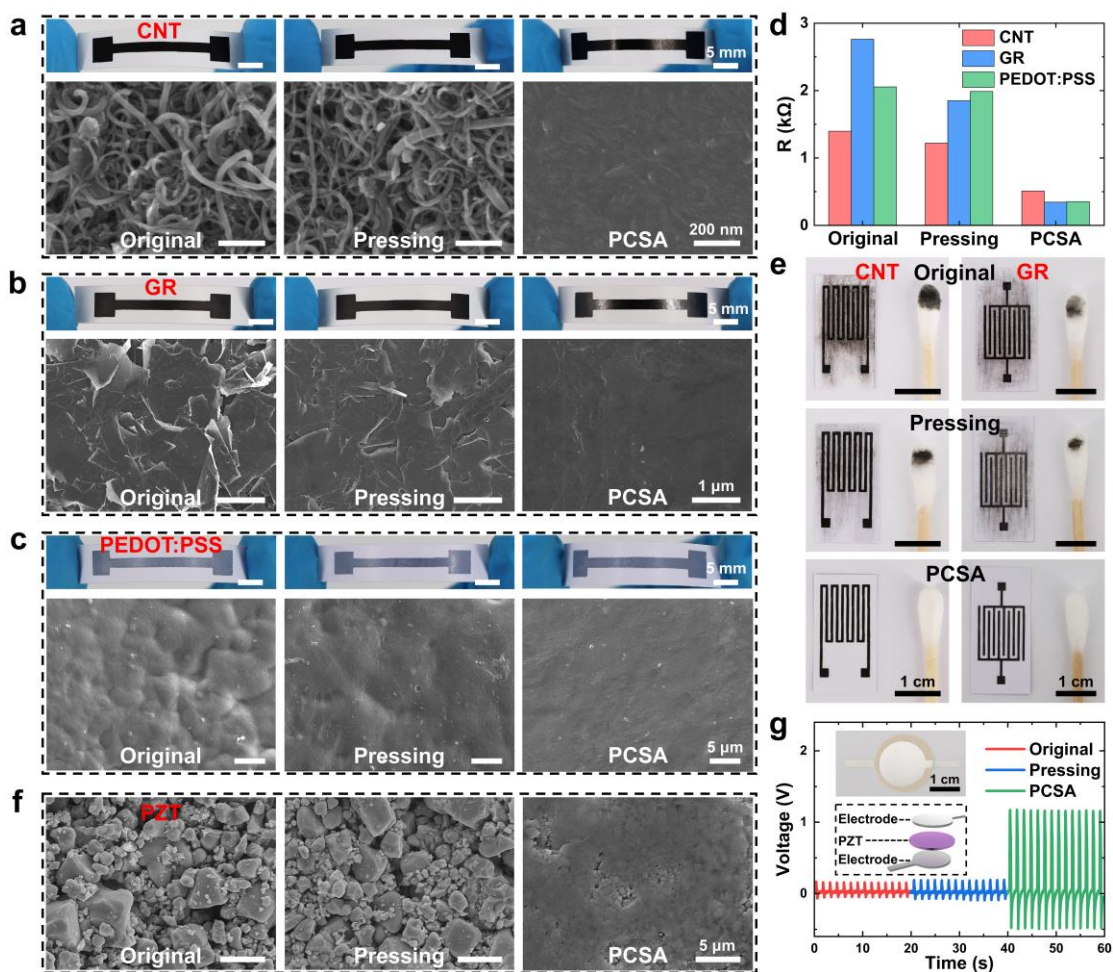 a
CNT
5 mm
Original
Pressing
PCSA
200 nm
b
GR
5 mm
Original
Pressing
PCSA
1 μm
c
PEDOT:PSS
5 mm
Original
Pressing
PCSA
5 μm
f
PZT
Original
Pressing
PCSA
5 μm
d
CNT
GR
PEDOT:PSS
R (kΩ)
3
2
1
0
Original
Pressing
PCSA
e
CNT
Original
GR
Pressing
PCSA
1 cm
1 cm
g
Original
Pressing
PCSA
1 cm
Electrode
PZT
Electrode
Voltage (V)
2
1
0
0
10
20
30
40
50
60
Time (s)